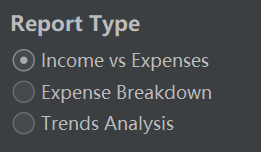 Report Type
Income vs Expenses
Expense Breakdown
Trends Analysis